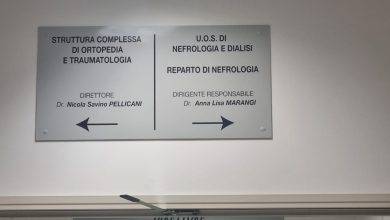 STRUTTURA COMPLESSA
DI ORTOPEDIA
E TRAUMATOLOGIA
DIRETTORE
Dr. Nicola Savino PELLICANI
U.O.S. DI
NEFROLOGIA E DIALISI
REPARTO DI NEFROLOGIA
DIRIGENTE RESPONSABILE
Dr. Anna Lisa MARANGI